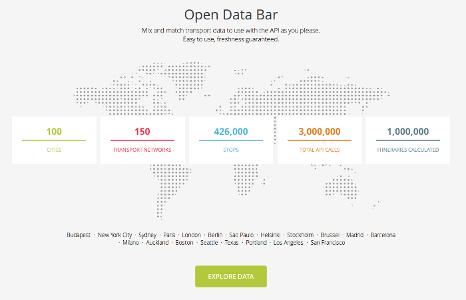 Open Data Bar
Mix and match transport data to use with the API as you please.
Easy to use, freshness guaranteed.
100
CITIES
150
TRANSPORT NETWORKS
426,000
STOPS
3,000,000
TOTAL API CALLS
1,000,000
ITINERARIES CALCULATED
Budapest · New York City · Sydney · Paris · London · Berlin · Sao Paulo · Helsinki · Stockholm · Brussel · Madrid · Barcelona
· Milano · Auckland · Boston · Seattle · Texas · Portland · Los Angeles · San Francisco
EXPLORE DATA